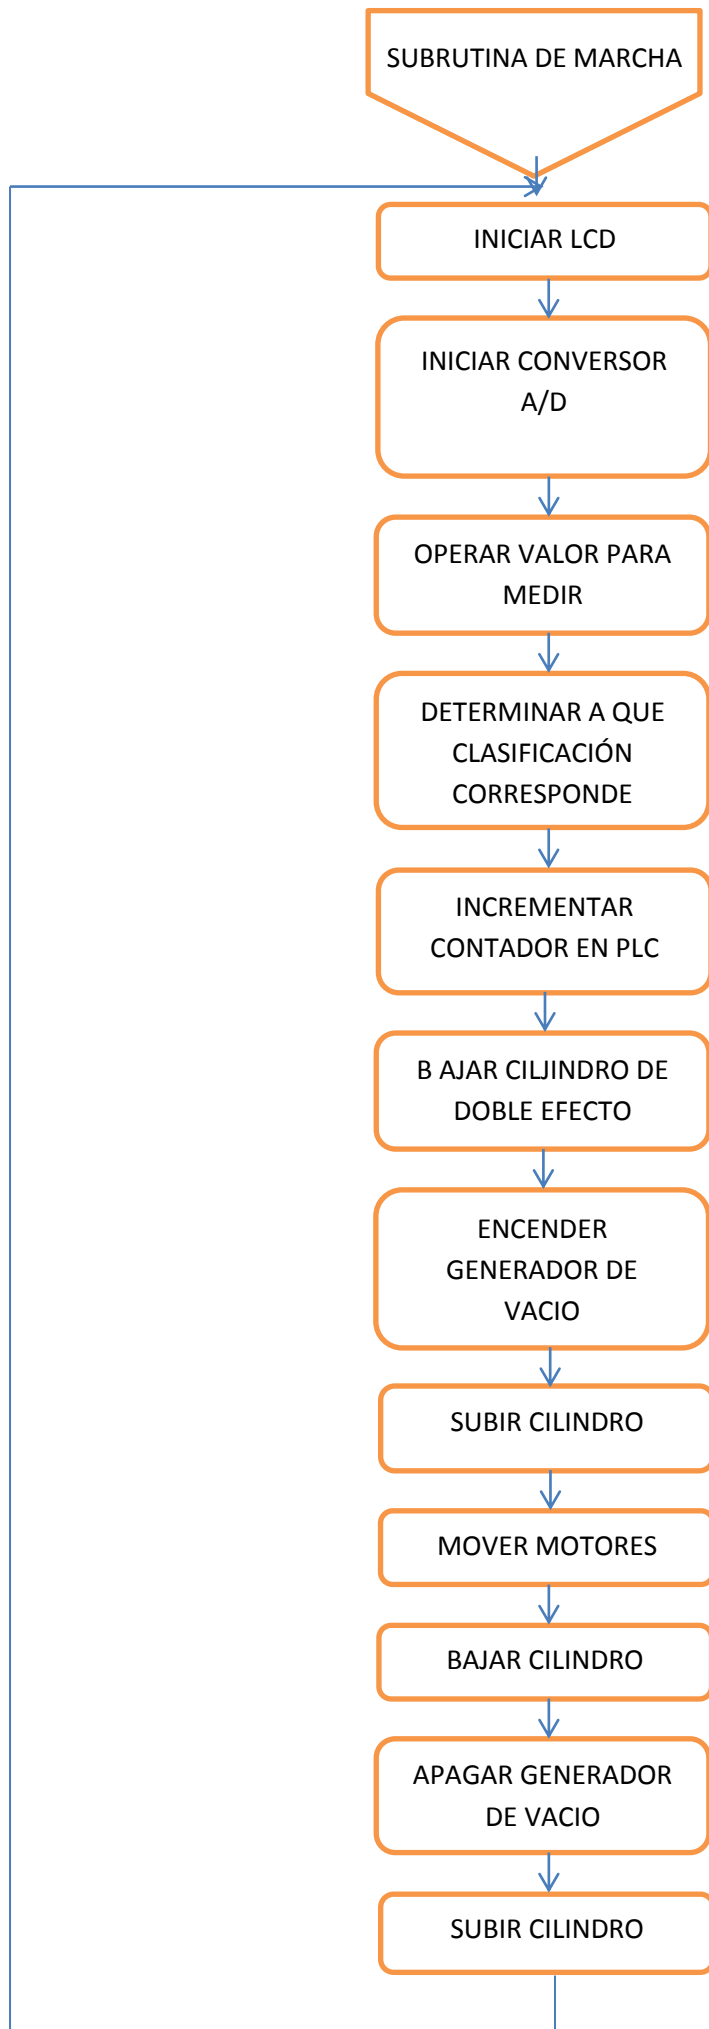 SUBRUTINA DE MARCHA
INICIAR LCD
INICIAR CONVERSOR
A/D
OPERAR VALOR PARA
MEDIR
DETERMINAR A QUE
CLASIFICACIÓN
CORRESPONDE
INCREMENTAR
CONTADOR EN PLC
B AJAR CILJINDRO DE
DOBLE EFECTO
ENCENDER
GENERADOR DE
VACIO
SUBIR CILINDRO
MOVER MOTORES
BAJAR CILINDRO
APAGAR GENERADOR
DE VACIO
SUBIR CILINDRO